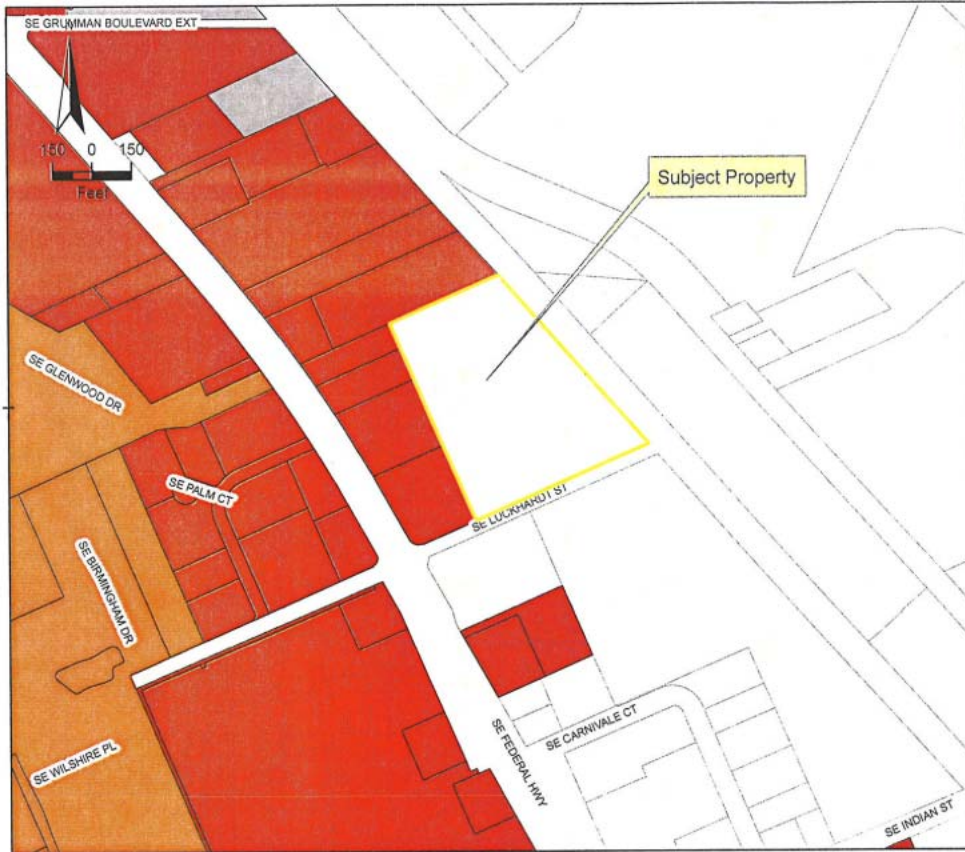 SE GRUMMAN BOULEVARD EXT
150 0 150
Feet
Subject Property
SE GLENWOOD DR
SE PALM CT
SE LUCKHARDT ST
SE BIRMINGHAM DR
SE WILSHIRE PL
SE FEDERAL HWY
SE CARNIVALE CT
SE INDIAN ST